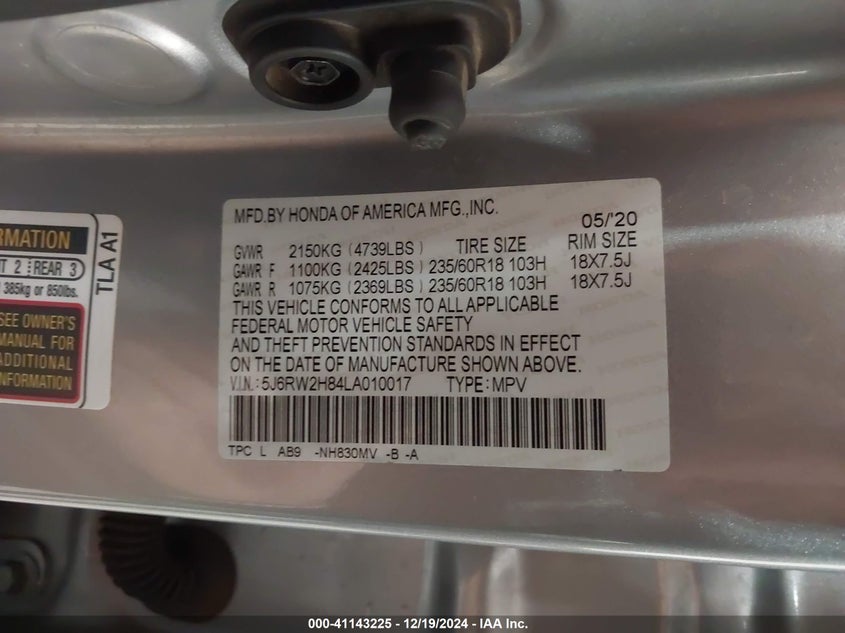 MFD.BY HONDA OF AMERICA MFG.,INC.
05/'20
GVWR 2150KG (4739LBS) TIRE SIZE RIM SIZE
GAWR F 1100KG (2425LBS) 235/60R18 103H 18X7.5J
GAWR R 1075KG (2369LBS) 235/60R18 103H 18X7.5J
THIS VEHICLE CONFORMS TO ALL APPLICABLE
FEDERAL MOTOR VEHICLE SAFETY
AND THEFT PREVENTION STANDARDS IN EFFECT
ON THE DATE OF MANUFACTURE SHOWN ABOVE.
V.I.N.: 5J6RW2H84LA010017 TYPE: MPV
TPC L AB9 -NH830MV -B -A
RMATION
T 2 REAR 3
385kg or 850lbs.
SEE OWNER'S
MANUAL FOR
ADDITIONAL
INFORMATION
TLA A1
000-41143225 - 12/19/2024 - IAA Inc.